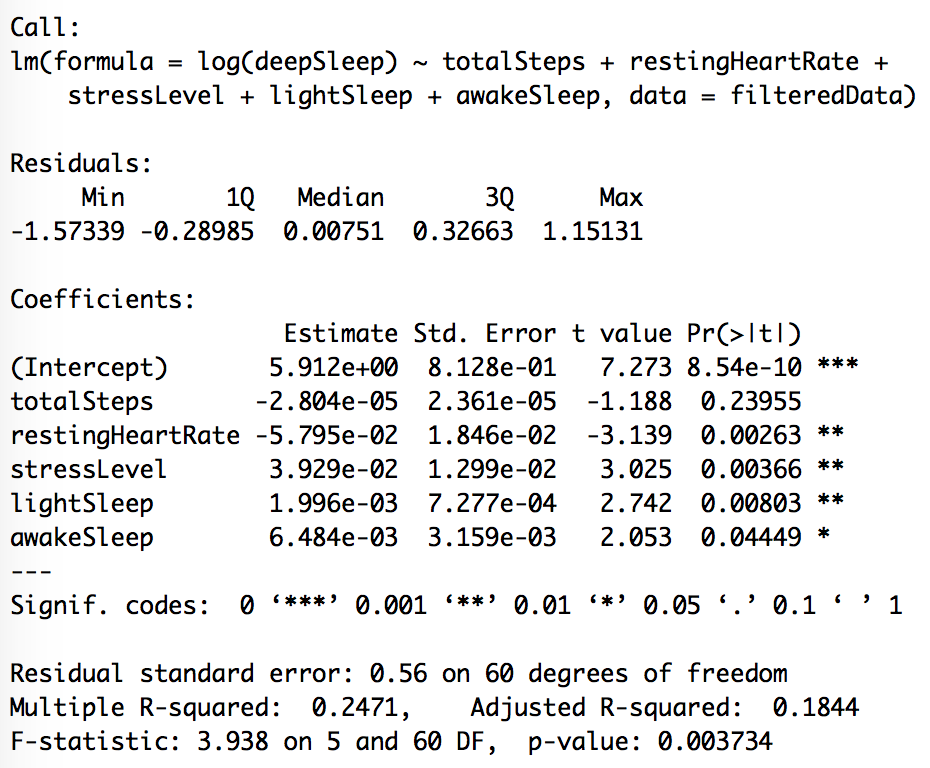 Call:
lm(formula = log(deepSleep) ~ totalSteps + restingHeartRate +
    stressLevel + lightSleep + awakeSleep, data = filteredData)

Residuals:
     Min       1Q   Median       3Q      Max
-1.57339 -0.28985  0.00751  0.32663  1.15131

Coefficients:
                   Estimate Std. Error t value Pr(>|t|)
(Intercept)       5.912e+00  8.128e-01   7.273 8.54e-10 ***
totalSteps       -2.804e-05  2.361e-05  -1.188  0.23955
restingHeartRate -5.795e-02  1.846e-02  -3.139  0.00263 **
stressLevel       3.929e-02  1.299e-02   3.025  0.00366 **
lightSleep        1.996e-03  7.277e-04   2.742  0.00803 **
awakeSleep        6.484e-03  3.159e-03   2.053  0.04449 *
---
Signif. codes:  0 ‘***’ 0.001 ‘**’ 0.01 ‘*’ 0.05 ‘.’ 0.1 ‘ ’ 1

Residual standard error: 0.56 on 60 degrees of freedom
Multiple R-squared:  0.2471,    Adjusted R-squared:  0.1844
F-statistic: 3.938 on 5 and 60 DF,  p-value: 0.003734